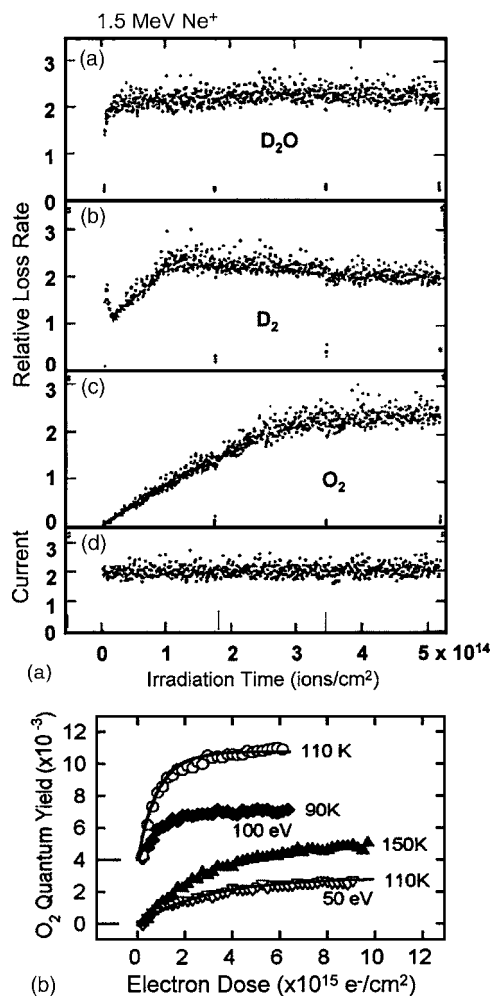 1.5 MeV Ne⁺
(a)
3
2
1
0
D₂O
(b)
3
2
1
0
D₂
Relative Loss Rate
(c)
3
2
1
0
O₂
(d)
3
2
1
0
Current
0 1 2 3 4 5 x 10¹⁴
(a) Irradiation Time (ions/cm²)
O₂ Quantum Yield (x10⁻³)
12
10
8
6
4
2
0
110 K
90K
100 eV
150K
110K
50 eV
0 2 4 6 8 10 12
(b) Electron Dose (x10¹⁵ e⁻/cm²)